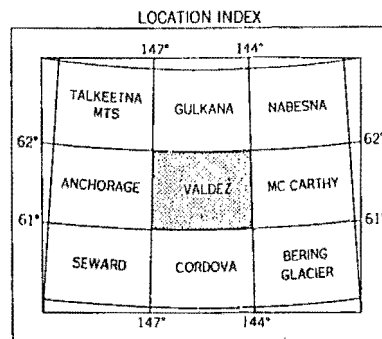 LOCATION INDEX
147° 144°
TALKEETNA
MTS
GULKANA
NABESNA
62° 62°
ANCHORAGE
VALDEZ
MC CARTHY
61° 61°
SEWARD
CORDOVA
BERING
GLACIER
147° 144°